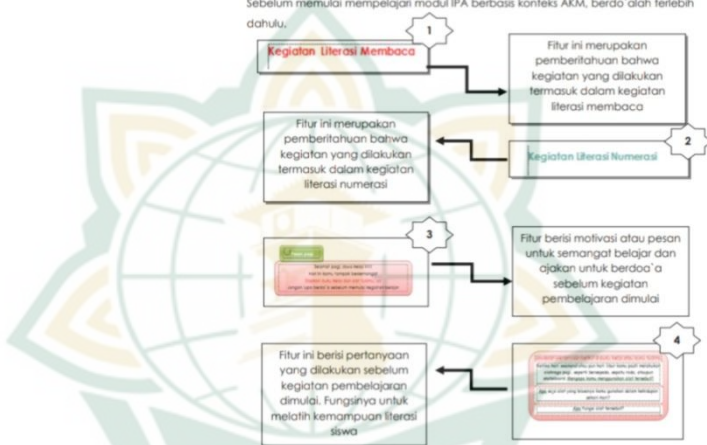 Sebelum memulai mempelajari modul IPA berbasis konteks AKM, berdo`alah terlebih
dahulu.
1
Kegiatan Literasi Membaca
Fitur ini merupakan
pemberitahuan bahwa
kegiatan yang dilakukan
termasuk dalam kegiatan
literasi membaca
Fitur ini merupakan
pemberitahuan bahwa
kegiatan yang dilakukan
termasuk dalam kegiatan
literasi numerasi
2
Kegiatan Literasi Numerasi
3
Fitur berisi motivasi atau pesan
untuk semangat belajar dan
ajakan untuk berdoa`a
sebelum kegiatan
pembelajaran dimulai
4
Fitur ini berisi pertanyaan
yang dilakukan sebelum
kegiatan pembelajaran
dimulai. Fungsinya untuk
melatih kemampuan literasi
siswa
Apa fungsi alat tersebut?